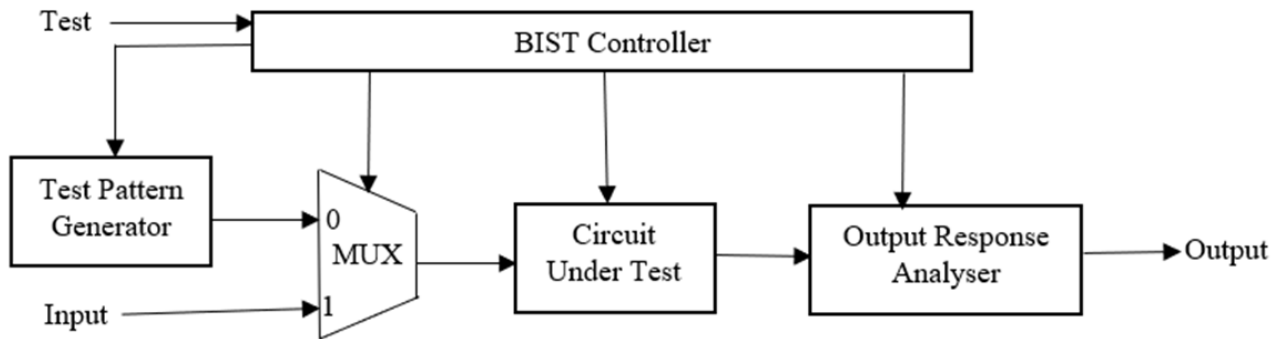 Test
BIST Controller
Test Pattern
Generator
0
MUX
1
Input
Circuit
Under Test
Output Response
Analyser
Output